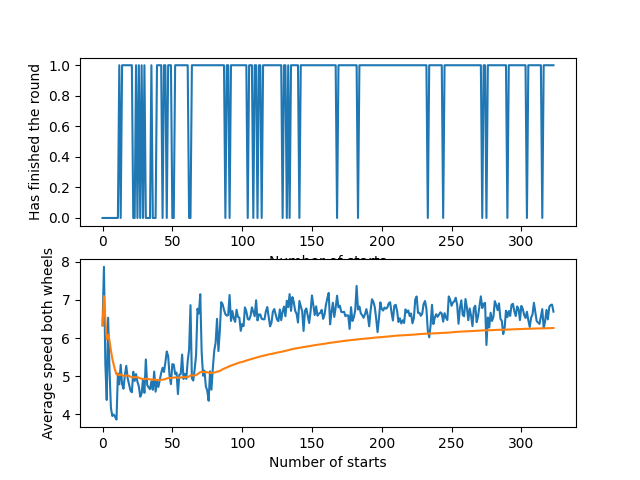 Has finished the round
1.0
0.8
0.6
0.4
0.2
0.0
0 50 100 150 200 250 300
Number of starts
Average speed both wheels
8
7
6
5
4
0 50 100 150 200 250 300
Number of starts